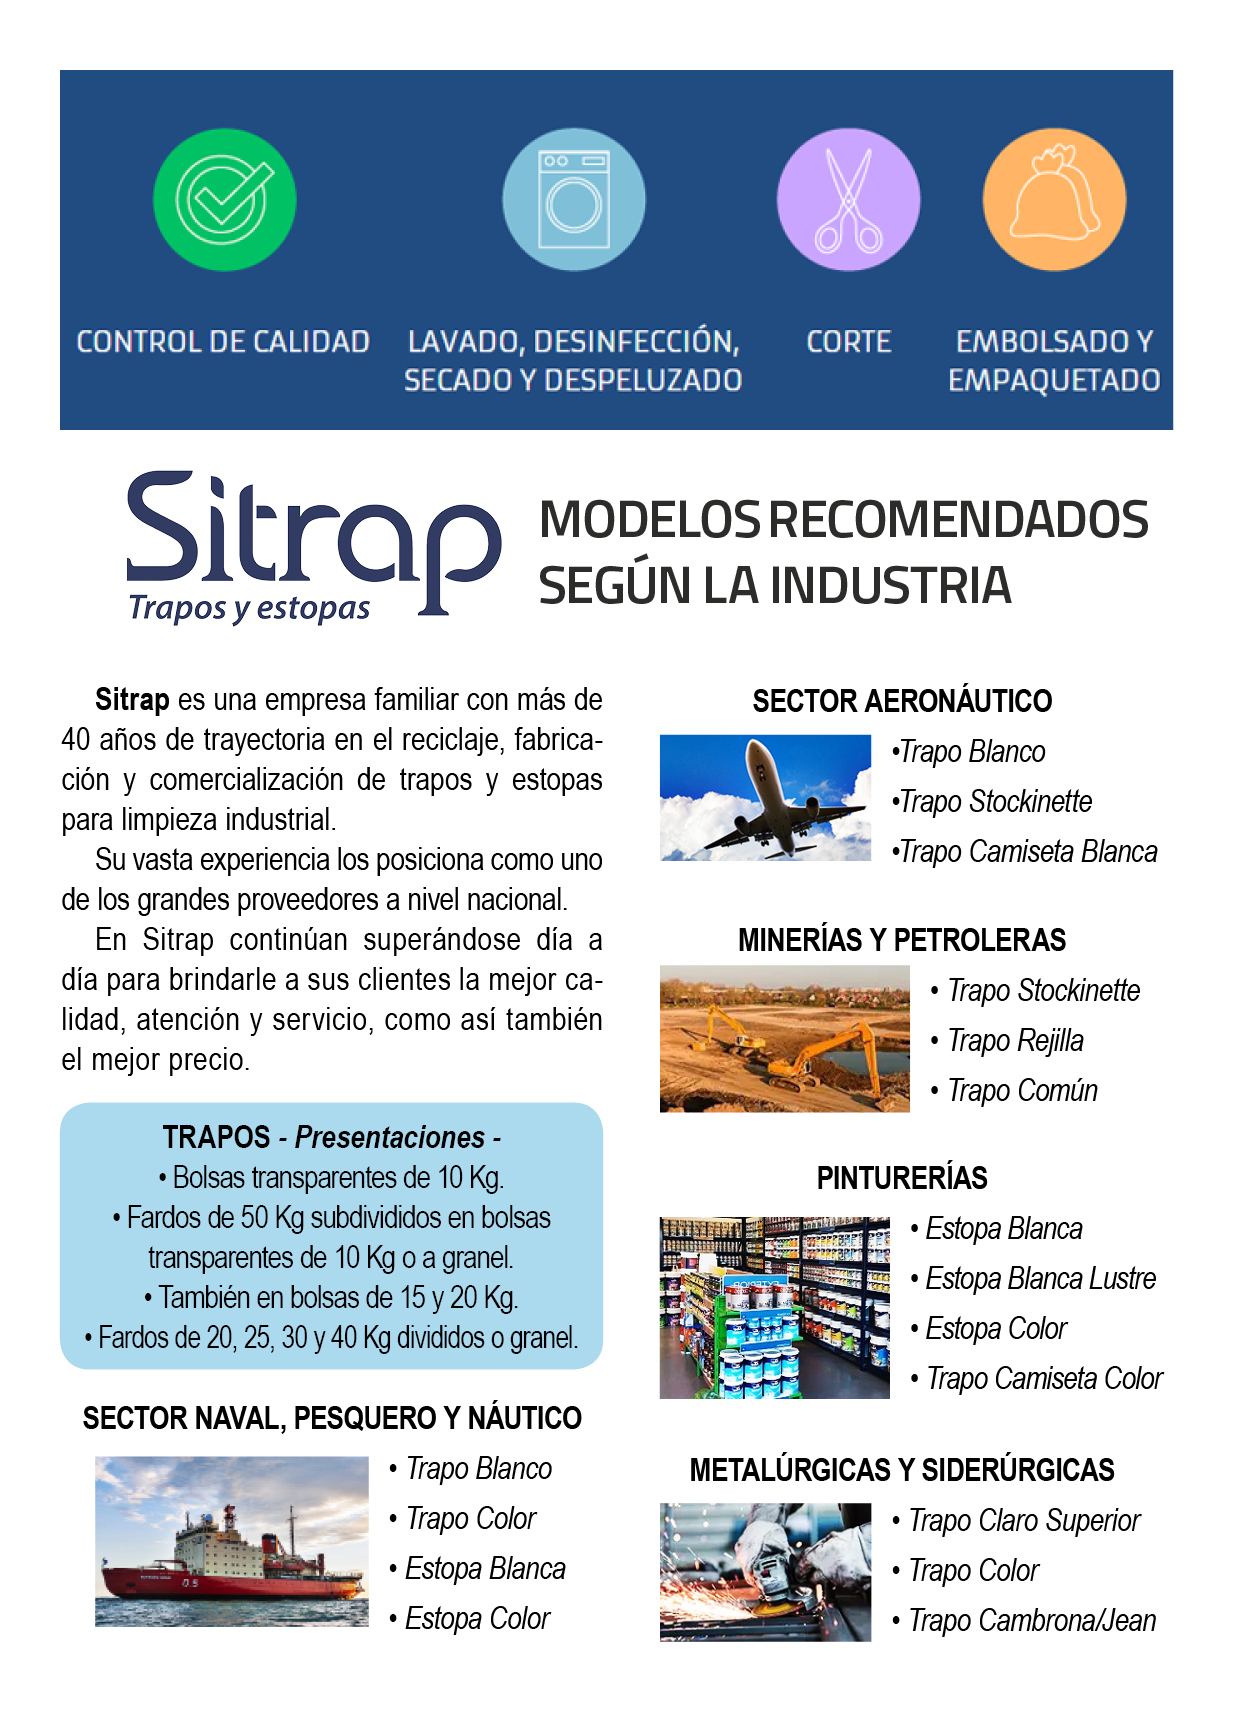 CONTROL DE CALIDAD
LAVADO, DESINFECCIÓN,
SECADO Y DESPELUZADO
CORTE
EMBOLSADO Y
EMPAQUETADO
Sitrap
Trapos y estopas
MODELOS RECOMENDADOS
SEGÚN LA INDUSTRIA
Sitrap es una empresa familiar con más de
40 años de trayectoria en el reciclaje, fabrica-
ción y comercialización de trapos y estopas
para limpieza industrial.
Su vasta experiencia los posiciona como uno
de los grandes proveedores a nivel nacional.
En Sitrap continúan superándose día a
día para brindarle a sus clientes la mejor ca-
lidad, atención y servicio, como así también
el mejor precio.
TRAPOS - Presentaciones -
• Bolsas transparentes de 10 Kg.
• Fardos de 50 Kg subdivididos en bolsas
transparentes de 10 Kg o a granel.
• También en bolsas de 15 y 20 Kg.
• Fardos de 20, 25, 30 y 40 Kg divididos o granel.
SECTOR NAVAL, PESQUERO Y NÁUTICO
• Trapo Blanco
• Trapo Color
• Estopa Blanca
• Estopa Color
SECTOR AERONÁUTICO
•Trapo Blanco
•Trapo Stockinette
•Trapo Camiseta Blanca
MINERÍAS Y PETROLERAS
• Trapo Stockinette
• Trapo Rejilla
• Trapo Común
PINTURERÍAS
• Estopa Blanca
• Estopa Blanca Lustre
• Estopa Color
• Trapo Camiseta Color
METALÚRGICAS Y SIDERÚRGICAS
• Trapo Claro Superior
• Trapo Color
• Trapo Cambrona/Jean